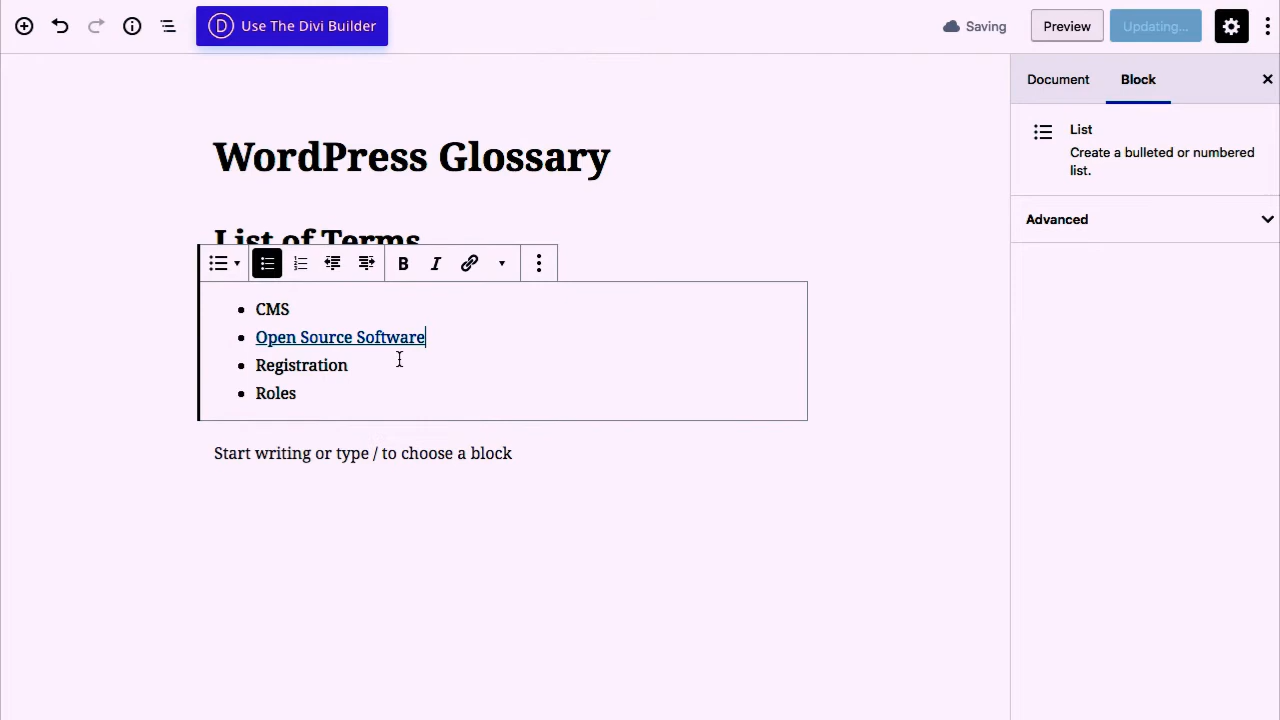 Use The Divi Builder
Saving
Preview
Updating...
Document
Block
List
Create a bulleted or numbered
list.
Advanced
WordPress Glossary
List of Terms
B
I
CMS
Open Source Software
Registration
Roles
Start writing or type / to choose a block